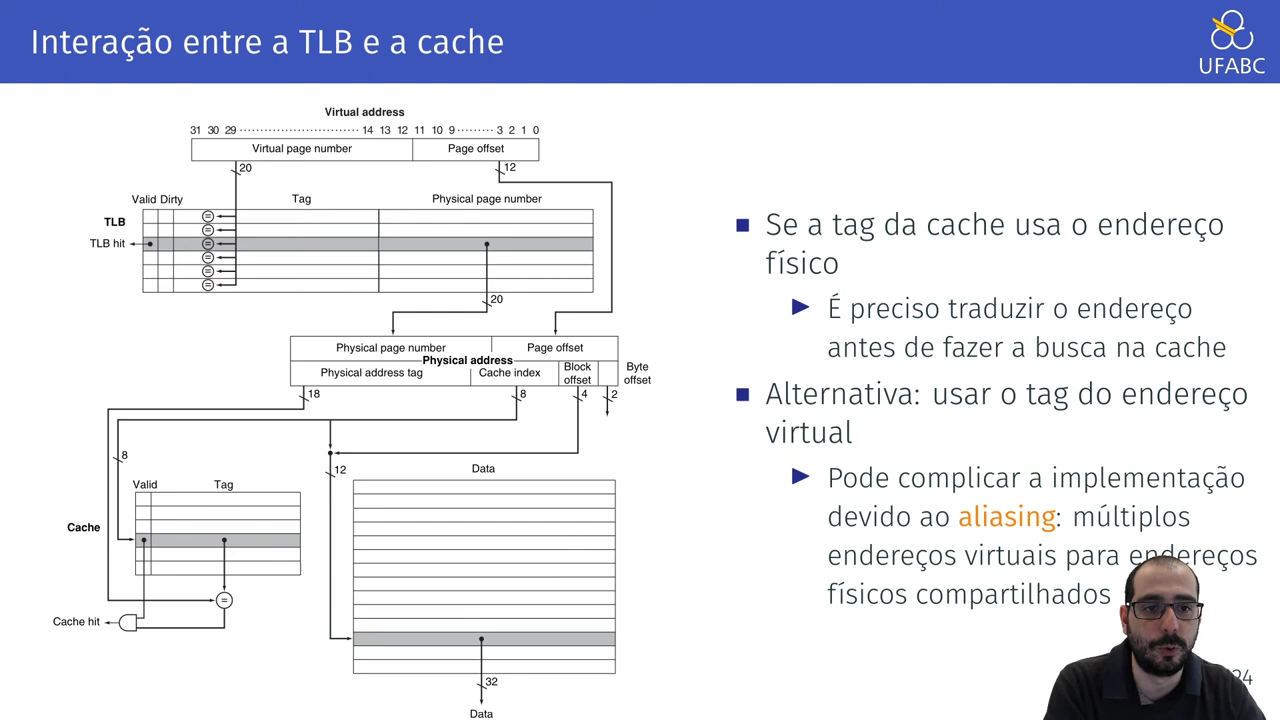 Interação entre a TLB e a cache
UFABC
Virtual address
31 30 29 ··· 14 13 12 11 10 9 ··· 3 2 1 0
Virtual page number
Page offset
20
12
Valid Dirty
Tag
Physical page number
TLB
TLB hit
=
=
=
=
=
=
20
Physical page number
Page offset
Physical address
Physical address tag
Cache index
Block
offset
Byte
offset
18
8
4
2
8
12
Data
Valid
Tag
Cache
=
Cache hit
32
Data
■ Se a tag da cache usa o endereço
físico
▶ É preciso traduzir o endereço
antes de fazer a busca na cache
■ Alternativa: usar o tag do endereço
virtual
▶ Pode complicar a implementação
devido ao aliasing: múltiplos
endereços virtuais para endereços
físicos compartilhados